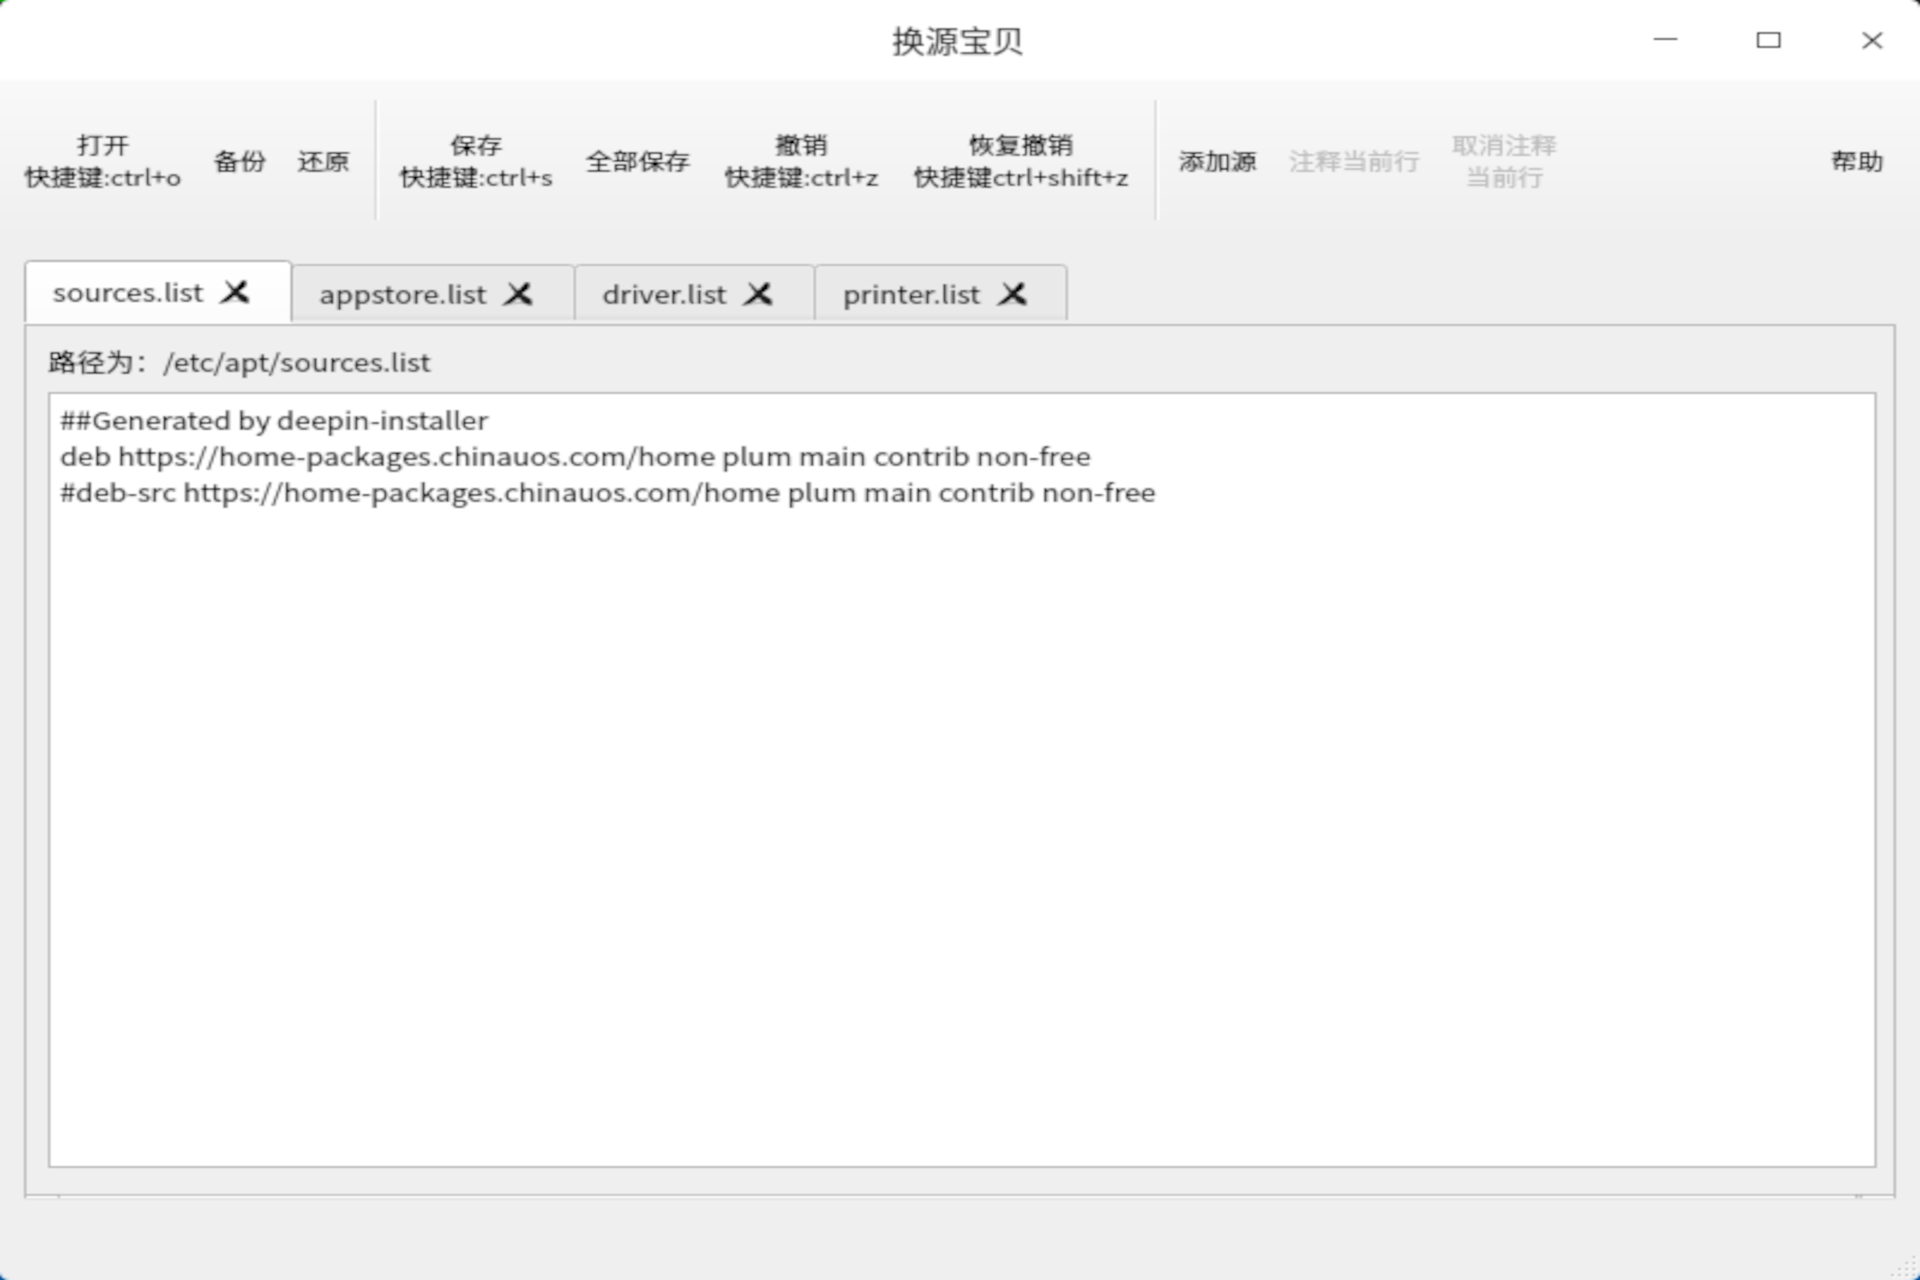 换源宝贝
打开
快捷键:ctrl+o
备份
还原
保存
快捷键:ctrl+s
全部保存
撤销
快捷键:ctrl+z
恢复撤销
快捷键ctrl+shift+z
添加源
注释当前行
取消注释
当前行
帮助
sources.list
appstore.list
driver.list
printer.list
路径为：/etc/apt/sources.list
##Generated by deepin-installer
deb https://home-packages.chinauos.com/home plum main contrib non-free
#deb-src https://home-packages.chinauos.com/home plum main contrib non-free